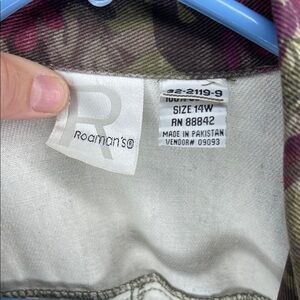 R
Roaman's®
32-2119-9
100%
SIZE 14W
RN 88842
MADE IN PAKISTAN
VENDOR# 09093